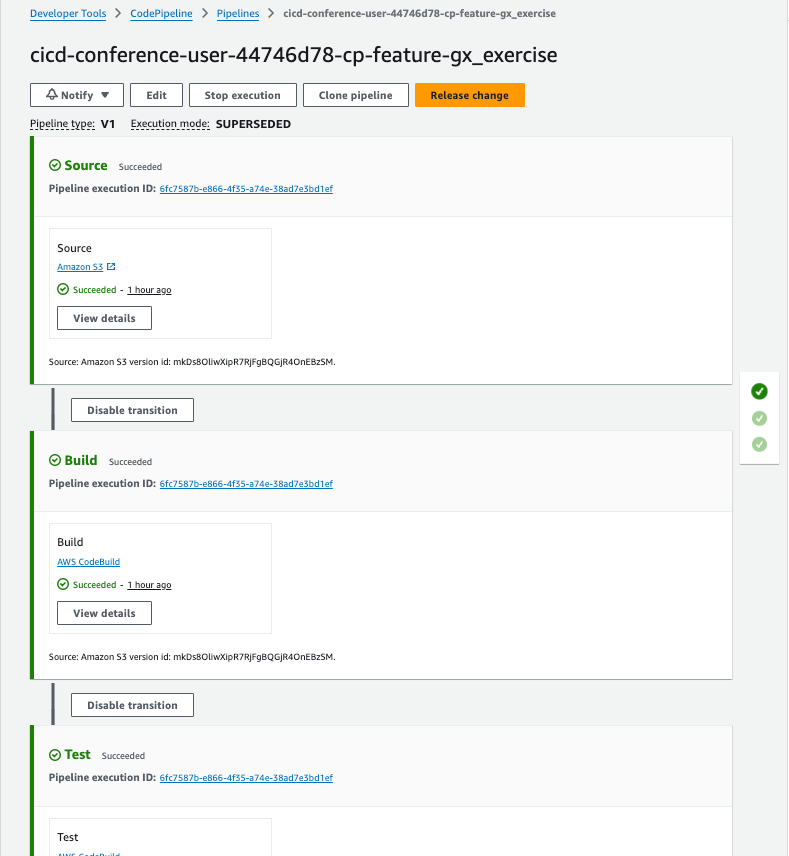 Developer Tools > CodePipeline > Pipelines > cicd-conference-user-44746d78-cp-feature-gx_exercise
cicd-conference-user-44746d78-cp-feature-gx_exercise
Notify Edit Stop execution Clone pipeline Release change
Pipeline type: V1 Execution mode: SUPERSEDED
Source Succeeded
Pipeline execution ID: 6fc7587b-e866-4f35-a74e-38ad7e3bd1ef
Source
Amazon S3
Succeeded - 1 hour ago
View details
Source: Amazon S3 version id: mkDs8OliwXipR7RjFgBQGjR4OnEBzSM.
Disable transition
Build Succeeded
Pipeline execution ID: 6fc7587b-e866-4f35-a74e-38ad7e3bd1ef
Build
AWS CodeBuild
Succeeded - 1 hour ago
View details
Source: Amazon S3 version id: mkDs8OliwXipR7RjFgBQGjR4OnEBzSM.
Disable transition
Test Succeeded
Pipeline execution ID: 6fc7587b-e866-4f35-a74e-38ad7e3bd1ef
Test
AWS CodeBuild